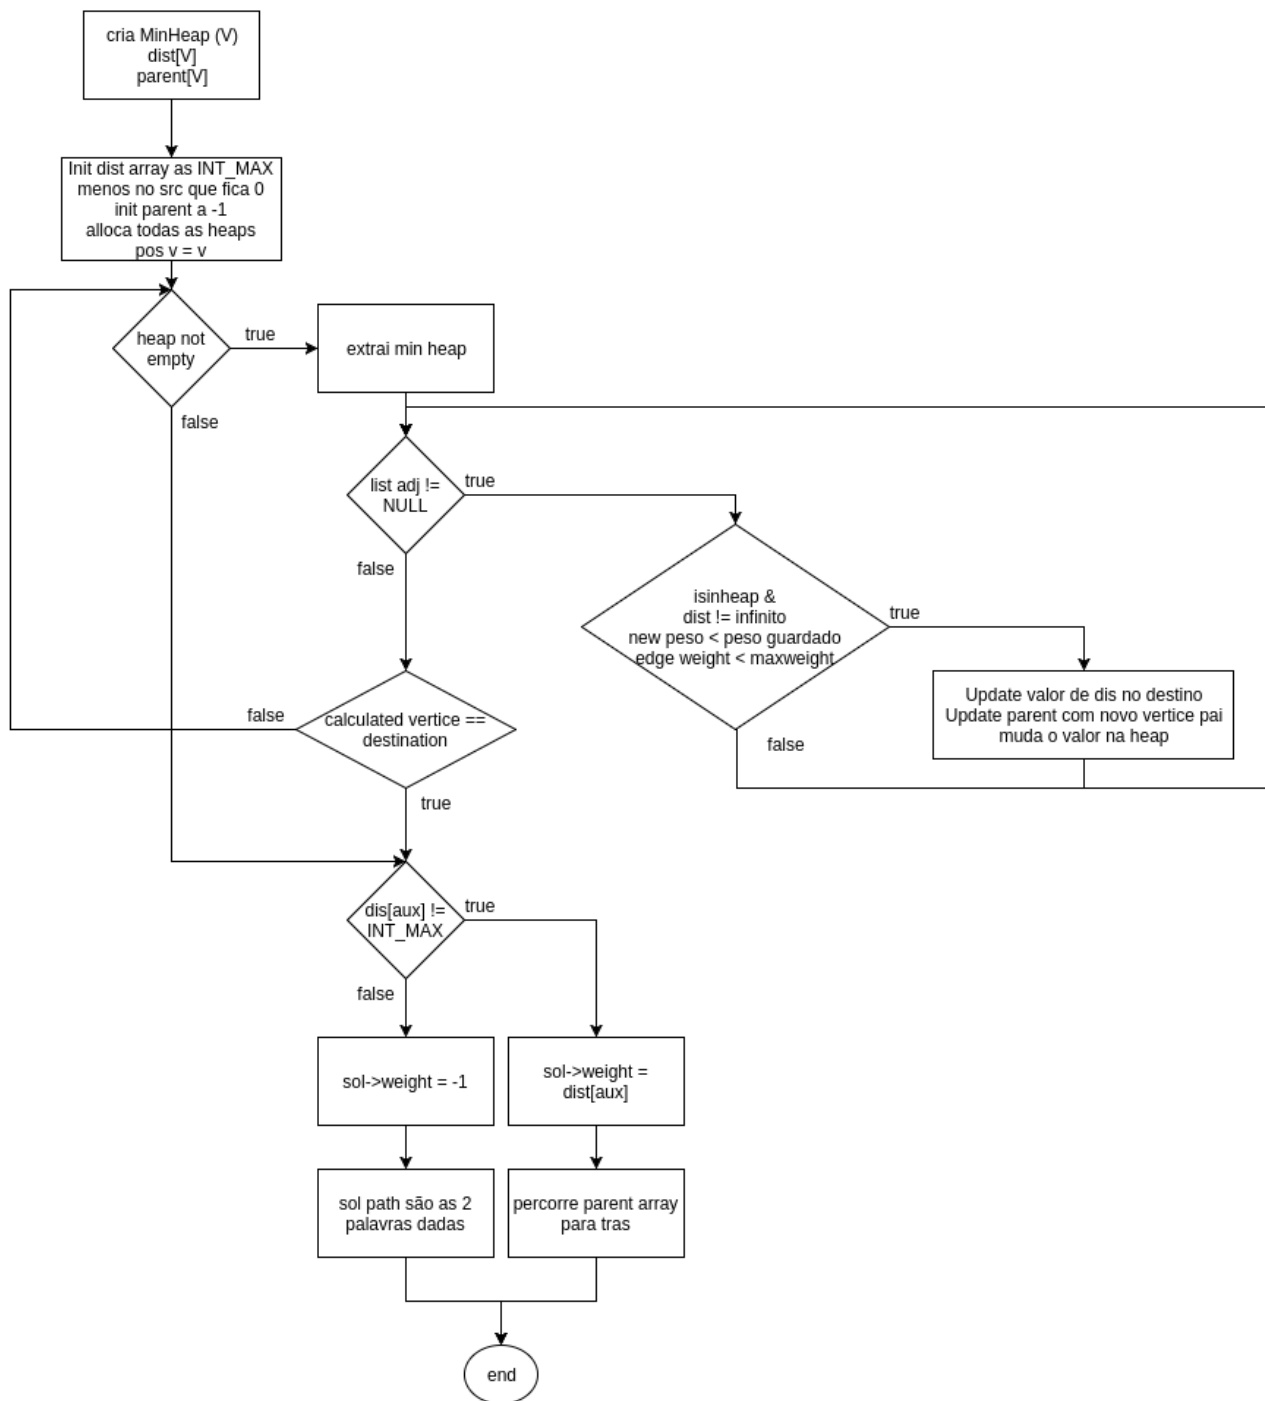 cria MinHeap (V)
dist[V]
parent[V]
Init dist array as INT_MAX
menos no src que fica 0
init parent a -1
alloca todas as heaps
pos v = v
heap not
empty
true
false
extrai min heap
list adj !=
NULL
true
false
isinheap &
dist != infinito
new peso < peso guardado
edge weight < maxweight
true
false
Update valor de dis no destino
Update parent com novo vertice pai
muda o valor na heap
calculated vertice ==
destination
false
true
dis[aux] !=
INT_MAX
true
false
sol->weight = -1
sol->weight =
dist[aux]
sol path são as 2
palavras dadas
percorre parent array
para tras
end